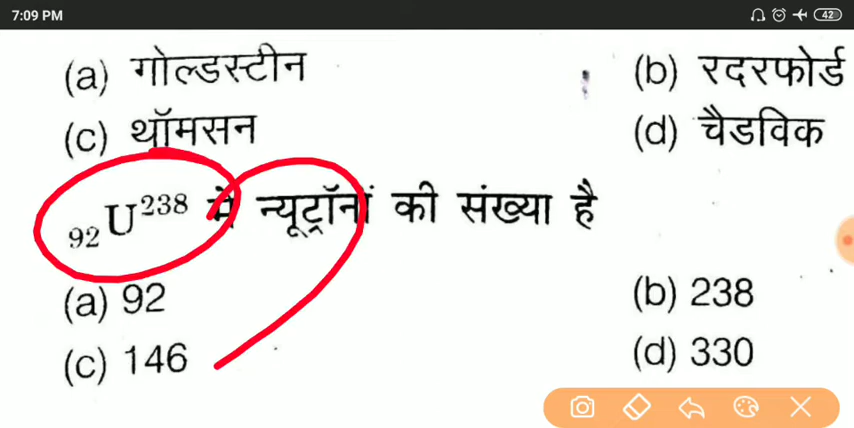 7:09 PM 42
(a) गोल्डस्टीन (b) रदरफोर्ड
(c) थॉमसन (d) चैडविक
₉₂U²³⁸ में न्यूट्रॉनों की संख्या है
(a) 92 (b) 238
(c) 146 (d) 330